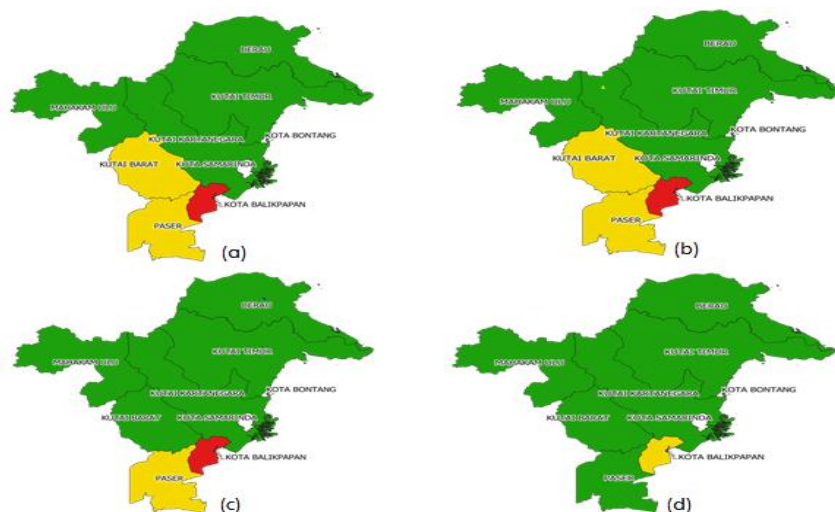 BERAU
KUTAI TIMUR
MAHAKAM ULU
KOTA BONTANG
KUTAI KARTANEGARA
KUTAI BARAT
KOTA SAMARINDA
KOTA BALIKPAPAN
PASER
(a)
BERAU
KUTAI TIMUR
MAHAKAM ULU
KOTA BONTANG
KUTAI KARTANEGARA
KUTAI BARAT
KOTA SAMARINDA
KOTA BALIKPAPAN
PASER
(b)
BERAU
KUTAI TIMUR
MAHAKAM ULU
KOTA BONTANG
KUTAI KARTANEGARA
KUTAI BARAT
KOTA SAMARINDA
KOTA BALIKPAPAN
PASER
(c)
BERAU
KUTAI TIMUR
MAHAKAM ULU
KOTA BONTANG
KUTAI KARTANEGARA
KUTAI BARAT
KOTA SAMARINDA
KOTA BALIKPAPAN
PASER
(d)